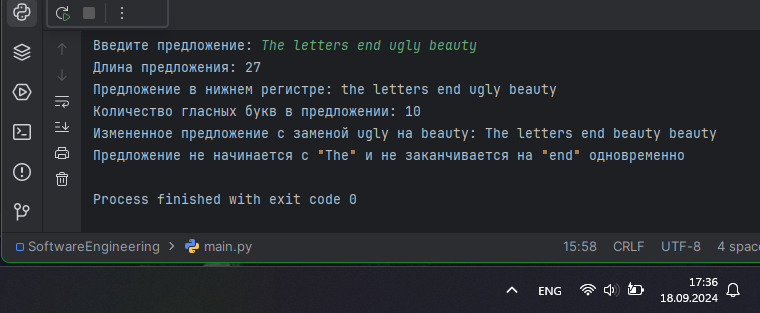 Введите предложение: The letters end ugly beauty
Длина предложения: 27
Предложение в нижнем регистре: the letters end ugly beauty
Количество гласных букв в предложении: 10
Измененное предложение с заменой ugly на beauty: The letters end beauty beauty
Предложение не начинается с "The" и не заканчивается на "end" одновременно
Process finished with exit code 0
SoftwareEngineering > main.py 15:58 CRLF UTF-8 4 spac
ENG 17:36
18.09.2024